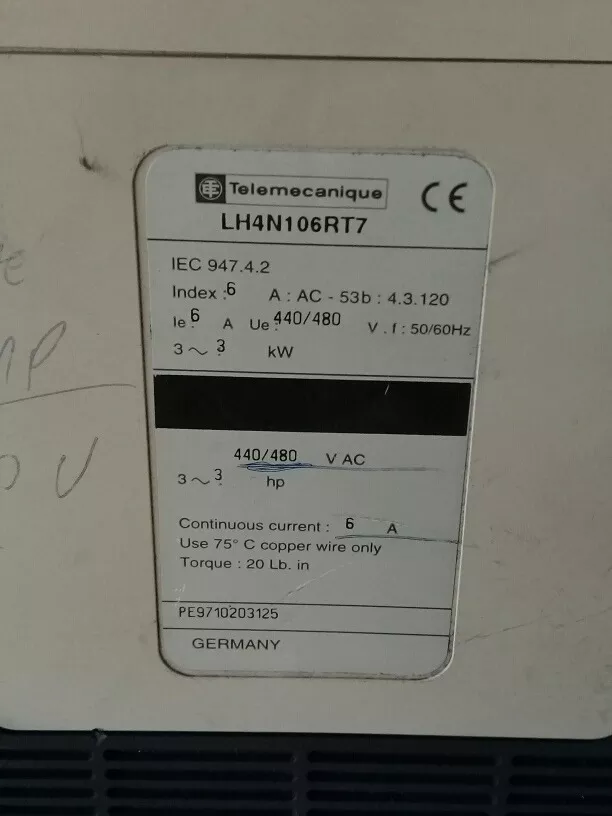 Telemecanique CE
LH4N106RT7
IEC 947.4.2
Index : 6 A : AC - 53b : 4.3.120
Ie : 6 A Ue : 440/480 V . f : 50/60Hz
3 ~ : 3 kW
440/480 V AC
3 ~ : 3 hp
Continuous current : 6 A
Use 75° C copper wire only
Torque : 20 Lb. in
PE9710203125
GERMANY